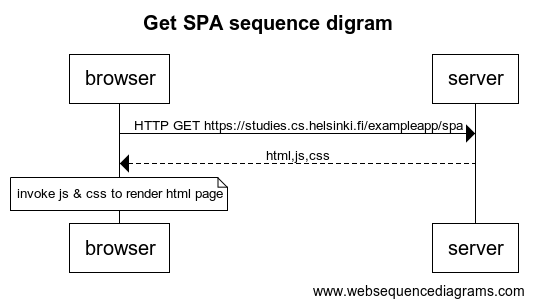 Get SPA sequence digram
browser
server
HTTP GET https://studies.cs.helsinki.fi/exampleapp/spa
html,js,css
invoke js & css to render html page
browser
server
www.websequencediagrams.com